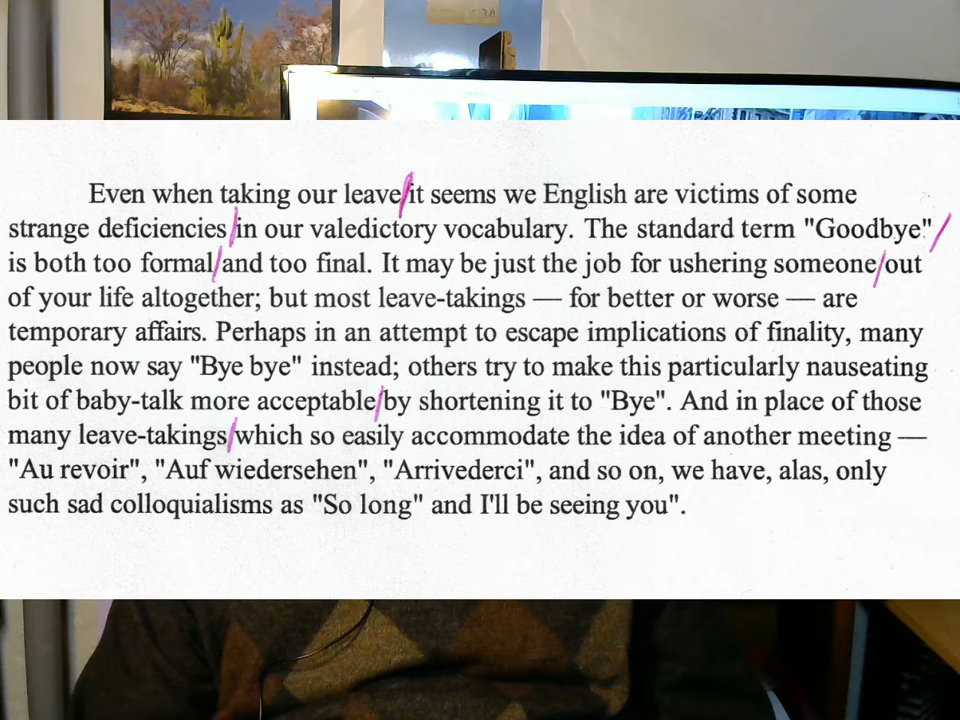 Even when taking our leave/it seems we English are victims of some
strange deficiencies/in our valedictory vocabulary. The standard term "Goodbye"/
is both too formal/and too final. It may be just the job for ushering someone/out
of your life altogether; but most leave-takings — for better or worse — are
temporary affairs. Perhaps in an attempt to escape implications of finality, many
people now say "Bye bye" instead; others try to make this particularly nauseating
bit of baby-talk more acceptable/by shortening it to "Bye". And in place of those
many leave-takings/which so easily accommodate the idea of another meeting —
"Au revoir", "Auf wiedersehen", "Arrivederci", and so on, we have, alas, only
such sad colloquialisms as "So long" and I'll be seeing you".